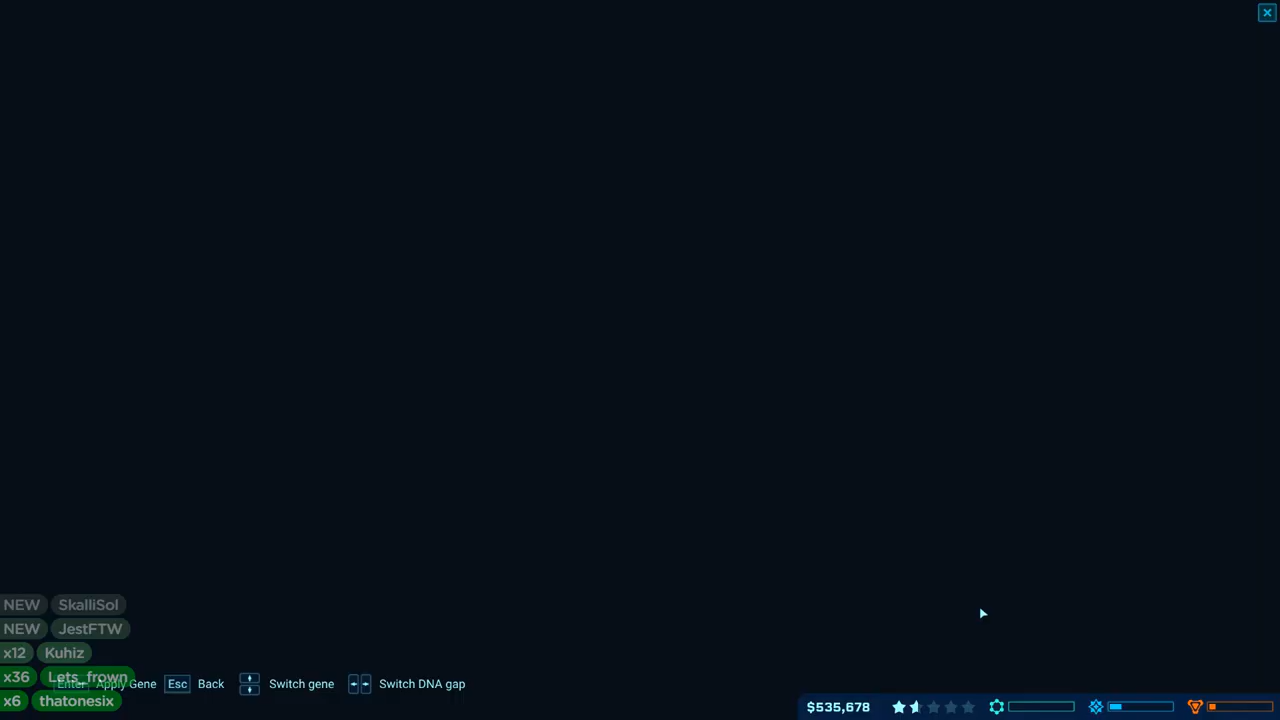 NEW SkalliSol
NEW JestFTW
x12 Kuhiz
x36 Lets_frown
Enter Apply Gene Esc Back Switch gene Switch DNA gap
x6 thatonesix
$535,678